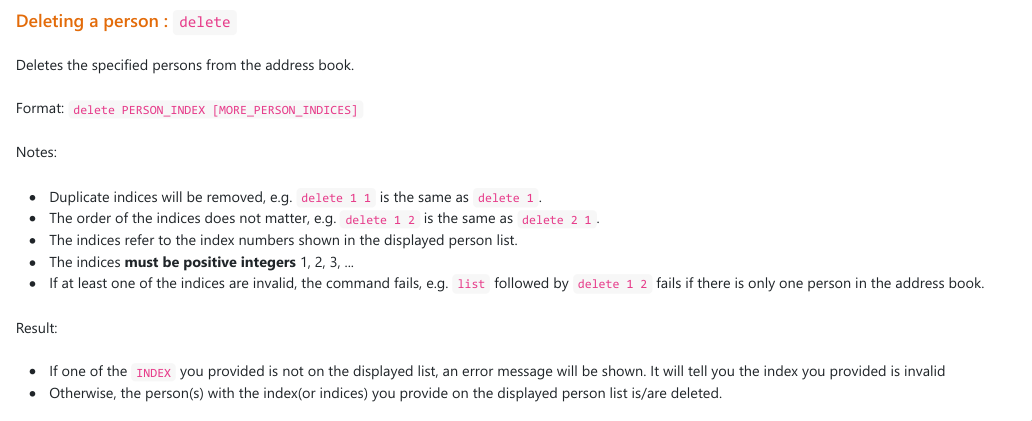 Deleting a person : delete
Deletes the specified persons from the address book.
Format: delete PERSON_INDEX [MORE_PERSON_INDICES]
Notes:
• Duplicate indices will be removed, e.g. delete 1 1 is the same as delete 1 .
• The order of the indices does not matter, e.g. delete 1 2 is the same as delete 2 1 .
• The indices refer to the index numbers shown in the displayed person list.
• The indices must be positive integers 1, 2, 3, ...
• If at least one of the indices are invalid, the command fails, e.g. list followed by delete 1 2 fails if there is only one person in the address book.
Result:
• If one of the INDEX you provided is not on the displayed list, an error message will be shown. It will tell you the index you provided is invalid
• Otherwise, the person(s) with the index(or indices) you provide on the displayed person list is/are deleted.